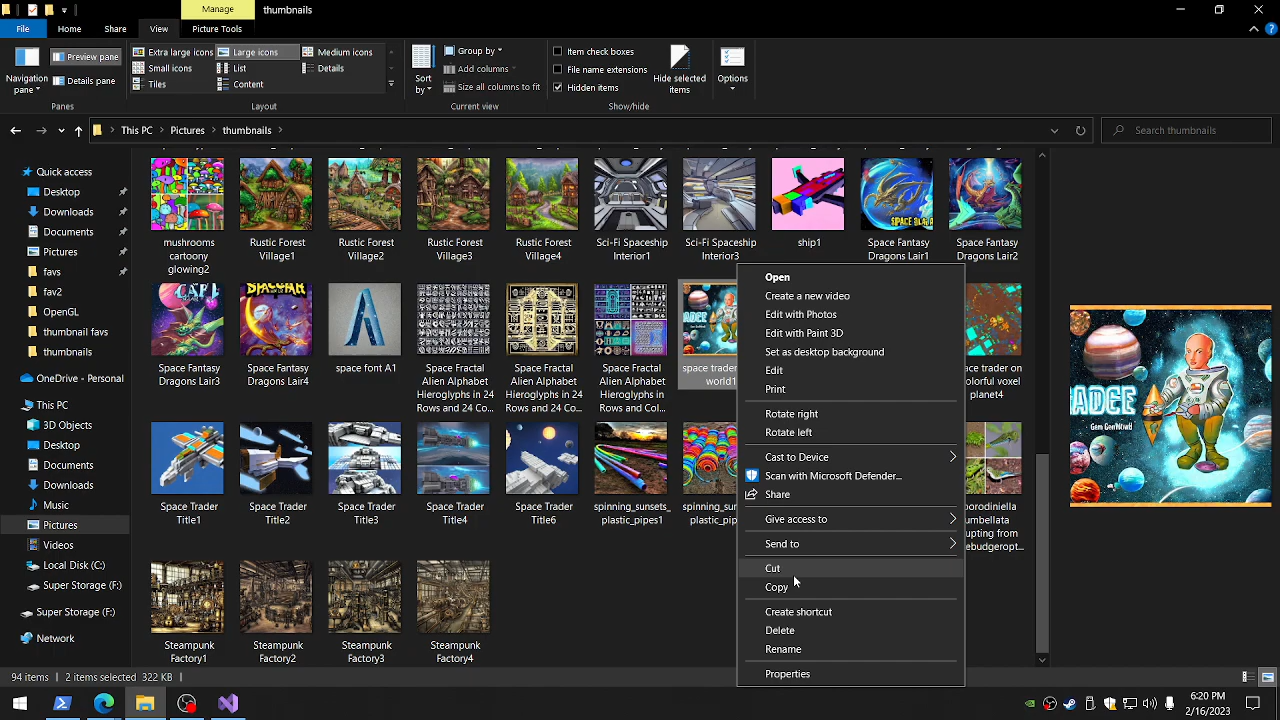 Manage
thumbnails
File
Home
Share
View
Picture Tools
Navigation
pane
Preview pane
Details pane
Panes
Extra large icons
Large icons
Medium icons
Small icons
List
Details
Tiles
Content
Layout
Sort
by
Group by
Add columns
Size all columns to fit
Current view
Item check boxes
File name extensions
Hidden items
Hide selected
items
Show/hide
Options
This PC
Pictures
thumbnails
Search thumbnails
Quick access
Desktop
Downloads
Documents
Pictures
favs
fav2
OpenGL
thumbnail favs
thumbnails
OneDrive - Personal
This PC
3D Objects
Desktop
Documents
Downloads
Music
Pictures
Videos
Local Disk (C:)
Super Storage (F:)
Super Storage (F:)
Network
mushrooms
cartoony
glowing2
Rustic Forest
Village1
Rustic Forest
Village2
Rustic Forest
Village3
Rustic Forest
Village4
Sci-Fi Spaceship
Interior1
Sci-Fi Spaceship
Interior3
ship1
Space Fantasy
Dragons Lair1
Space Fantasy
Dragons Lair2
Space Fantasy
Dragons Lair3
Space Fantasy
Dragons Lair4
space font A1
Space Fractal
Alien Alphabet
Hieroglyphs in 24
Rows and 24 Co...
Space Fractal
Alien Alphabet
Hieroglyphs in 24
Rows and 24 Co...
Space Fractal
Alien Alphabet
Hieroglyphs in
Rows and Col...
space trader
world1
ace trader on
olorful voxel
planet4
Space Trader
Title1
Space Trader
Title2
Space Trader
Title3
Space Trader
Title4
Space Trader
Title6
spinning_sunsets_
plastic_pipes1
spinning_su
plastic_pip
porodiniella
umbellata
upting from
ebudgeropt...
Steampunk
Factory1
Steampunk
Factory2
Steampunk
Factory3
Steampunk
Factory4
Open
Create a new video
Edit with Photos
Edit with Paint 3D
Set as desktop background
Edit
Print
Rotate right
Rotate left
Cast to Device
Scan with Microsoft Defender...
Share
Give access to
Send to
Cut
Copy
Create shortcut
Delete
Rename
Properties
94 items
2 items selected 322 KB
6:20 PM
2/16/2023